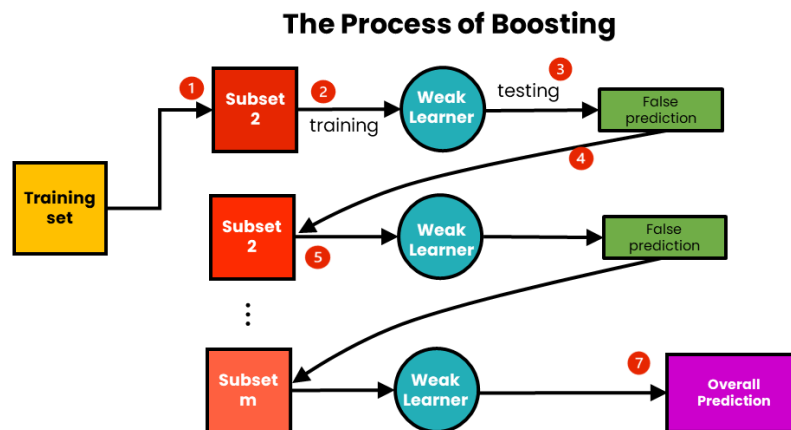 The Process of Boosting
1
2
3
Subset
2
training
Weak
Learner
testing
False
prediction
4
Training
set
Subset
2
5
Weak
Learner
False
prediction
Subset
m
Weak
Learner
7
Overall
Prediction